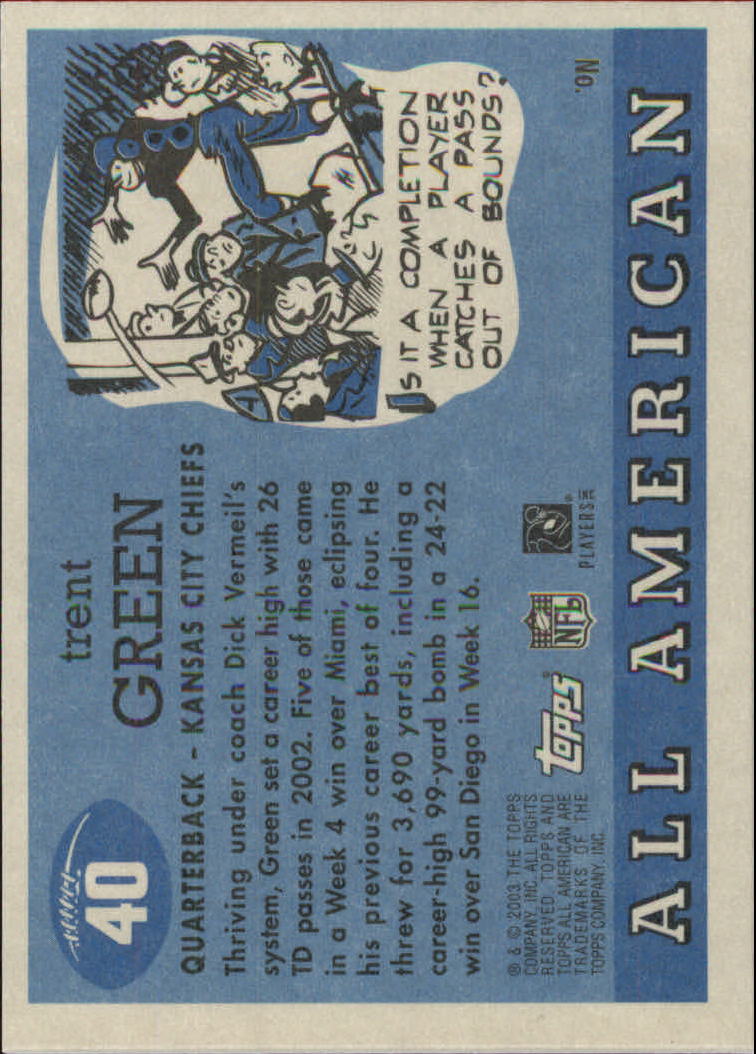 40
trent
GREEN
QUARTERBACK - KANSAS CITY CHIEFS
Thriving under coach Dick Vermeil's
system, Green set a career high with 26
TD passes in 2002. Five of those came
in a Week 4 win over Miami, eclipsing
his previous career best of four. He
threw for 3,690 yards, including a
career-high 99-yard bomb in a 24-22
win over San Diego in Week 16.
IS IT A COMPLETION
WHEN A PLAYER
CATCHES A PASS
OUT OF BOUNDS?
NO.
® & © 2003 THE TOPPS
COMPANY, INC. ALL RIGHTS
RESERVED. TOPPS AND
TOPPS ALL AMERICAN ARE
TRADEMARKS OF THE
TOPPS COMPANY, INC.
topps
NFL
PLAYERS INC
ALL AMERICAN